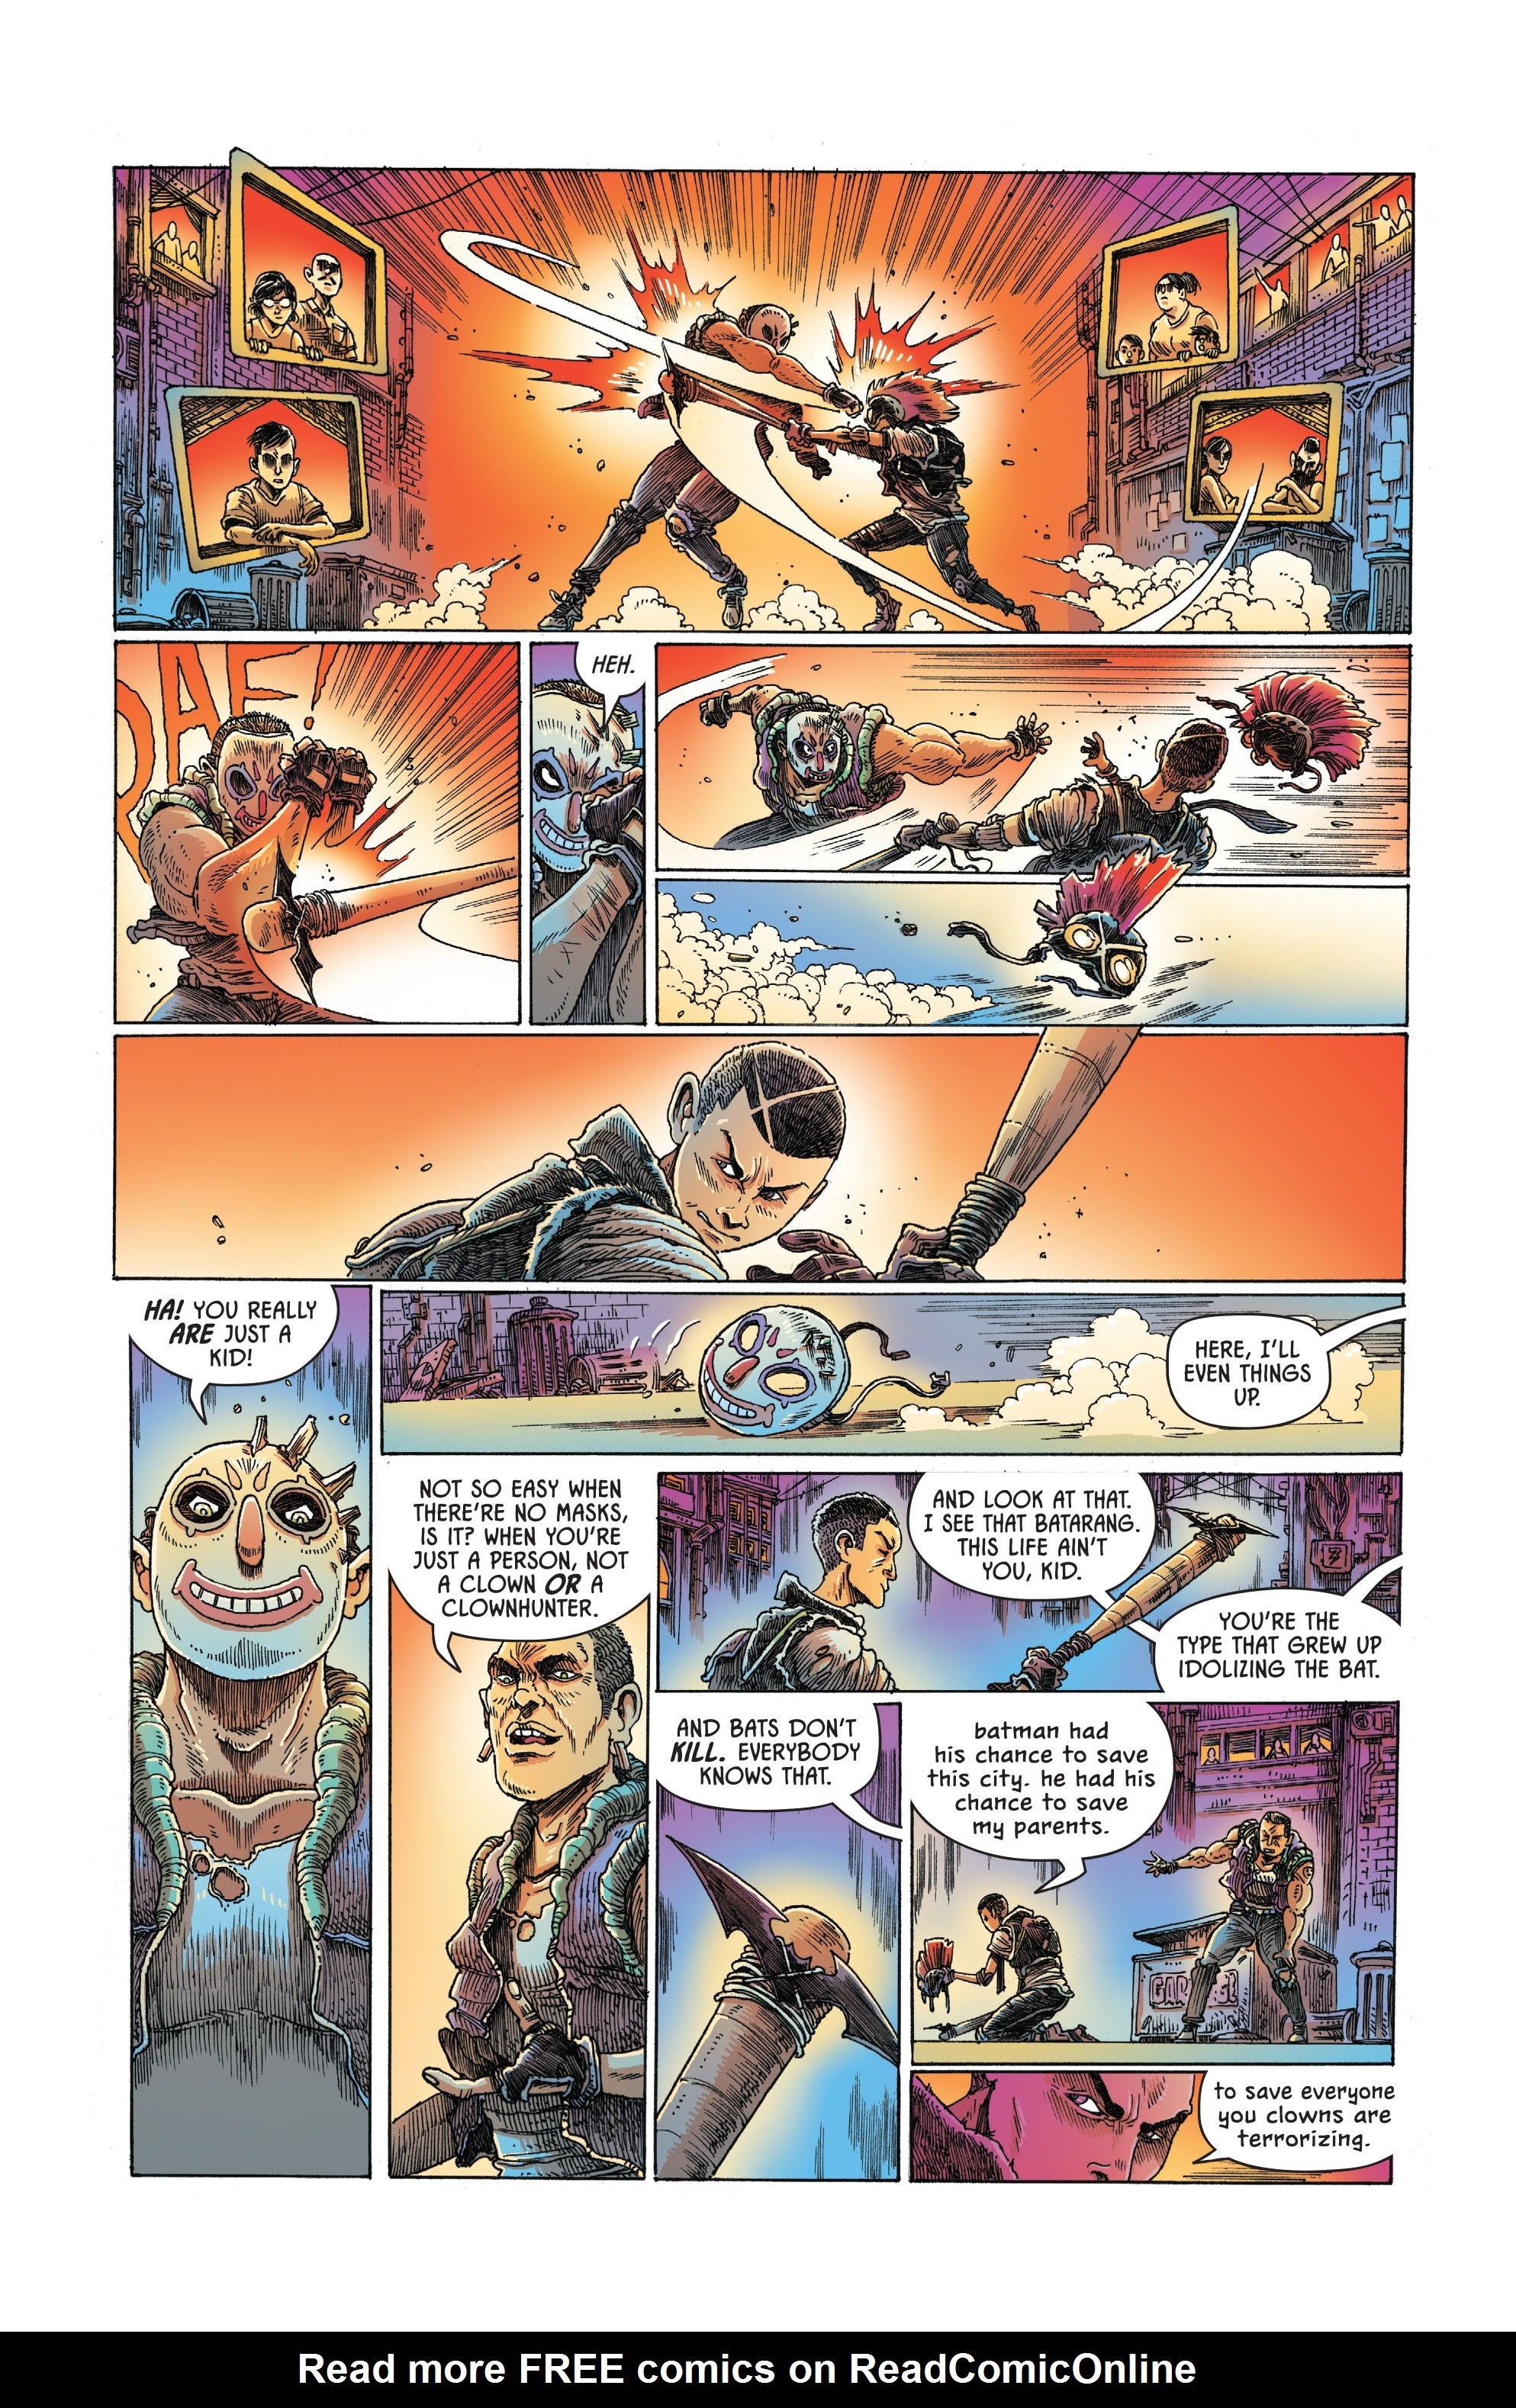 DAF!
HEH.
HA! YOU REALLY
ARE JUST A
KID!
HERE, I'LL
EVEN THINGS
UP.
NOT SO EASY WHEN
THERE'RE NO MASKS,
IS IT? WHEN YOU'RE
JUST A PERSON, NOT
A CLOWN OR A
CLOWNHUNTER.
AND LOOK AT THAT.
I SEE THAT BATARANG.
THIS LIFE AIN'T
YOU, KID.
YOU'RE THE
TYPE THAT GREW UP
IDOLIZING THE BAT.
AND BATS DON'T
KILL. EVERYBODY
KNOWS THAT.
batman had
his chance to save
this city. he had his
chance to save
my parents.
to save everyone
you clowns are
terrorizing.
Read more FREE comics on ReadComicOnline